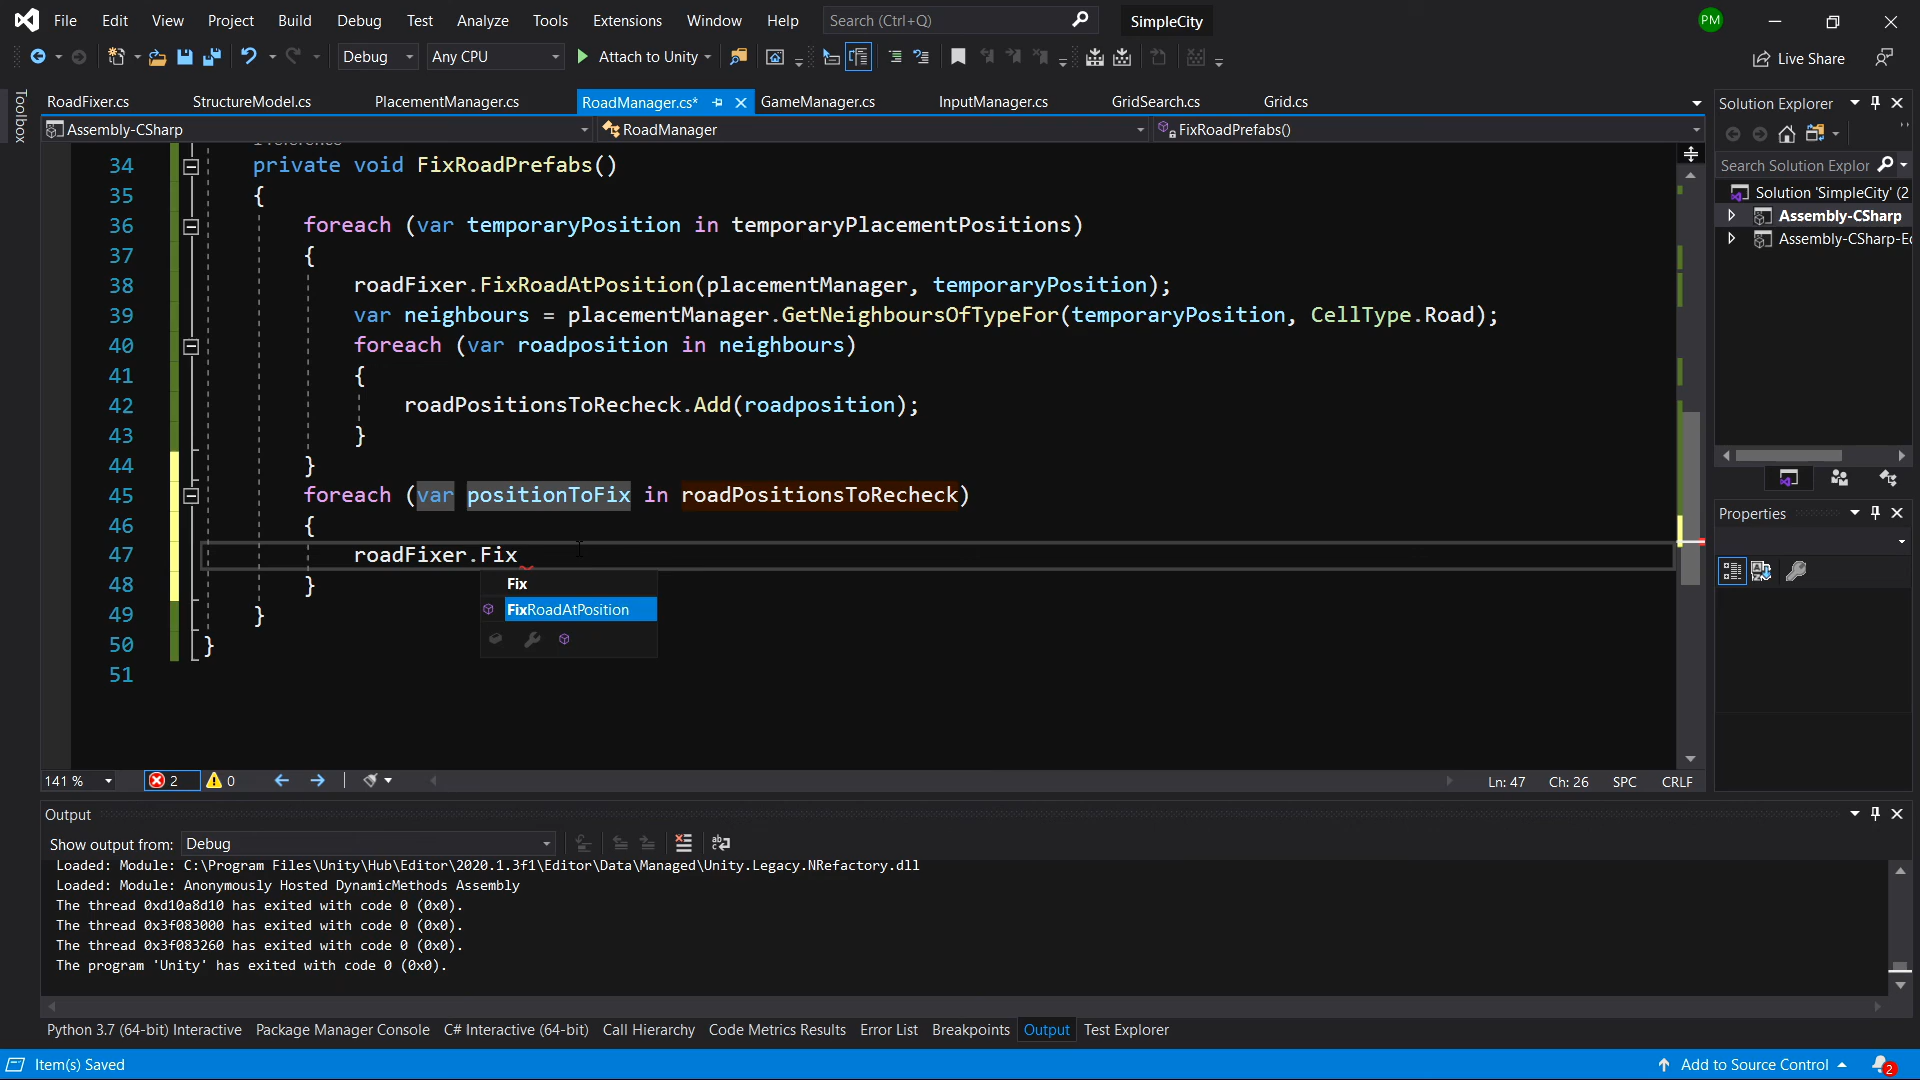 File Edit View Project Build Debug Test Analyze Tools Extensions Window Help Search (Ctrl+Q) SimpleCity PM
Debug Any CPU Attach to Unity Live Share
Toolbox
RoadFixer.cs StructureModel.cs PlacementManager.cs RoadManager.cs* GameManager.cs InputManager.cs GridSearch.cs Grid.cs
Assembly-CSharp RoadManager FixRoadPrefabs()
34 private void FixRoadPrefabs()
35 {
36 foreach (var temporaryPosition in temporaryPlacementPositions)
37 {
38 roadFixer.FixRoadAtPosition(placementManager, temporaryPosition);
39 var neighbours = placementManager.GetNeighboursOfTypeFor(temporaryPosition, CellType.Road);
40 foreach (var roadposition in neighbours)
41 {
42 roadPositionsToRecheck.Add(roadposition);
43 }
44 }
45 foreach (var positionToFix in roadPositionsToRecheck)
46 {
47 roadFixer.Fix
Fix
48 }
FixRoadAtPosition
49 }
50 }
51
141 % 2 0 Ln: 47 Ch: 26 SPC CRLF
Solution Explorer
Search Solution Explor
Solution 'SimpleCity' (2
Assembly-CSharp
Assembly-CSharp-E
Properties
Output
Show output from: Debug
Loaded: Module: C:\Program Files\Unity\Hub\Editor\2020.1.3f1\Editor\Data\Managed\Unity.Legacy.NRefactory.dll
Loaded: Module: Anonymously Hosted DynamicMethods Assembly
The thread 0xd10a8d10 has exited with code 0 (0x0).
The thread 0x3f083000 has exited with code 0 (0x0).
The thread 0x3f083260 has exited with code 0 (0x0).
The program 'Unity' has exited with code 0 (0x0).
Python 3.7 (64-bit) Interactive Package Manager Console C# Interactive (64-bit) Call Hierarchy Code Metrics Results Error List Breakpoints Output Test Explorer
Item(s) Saved Add to Source Control 2